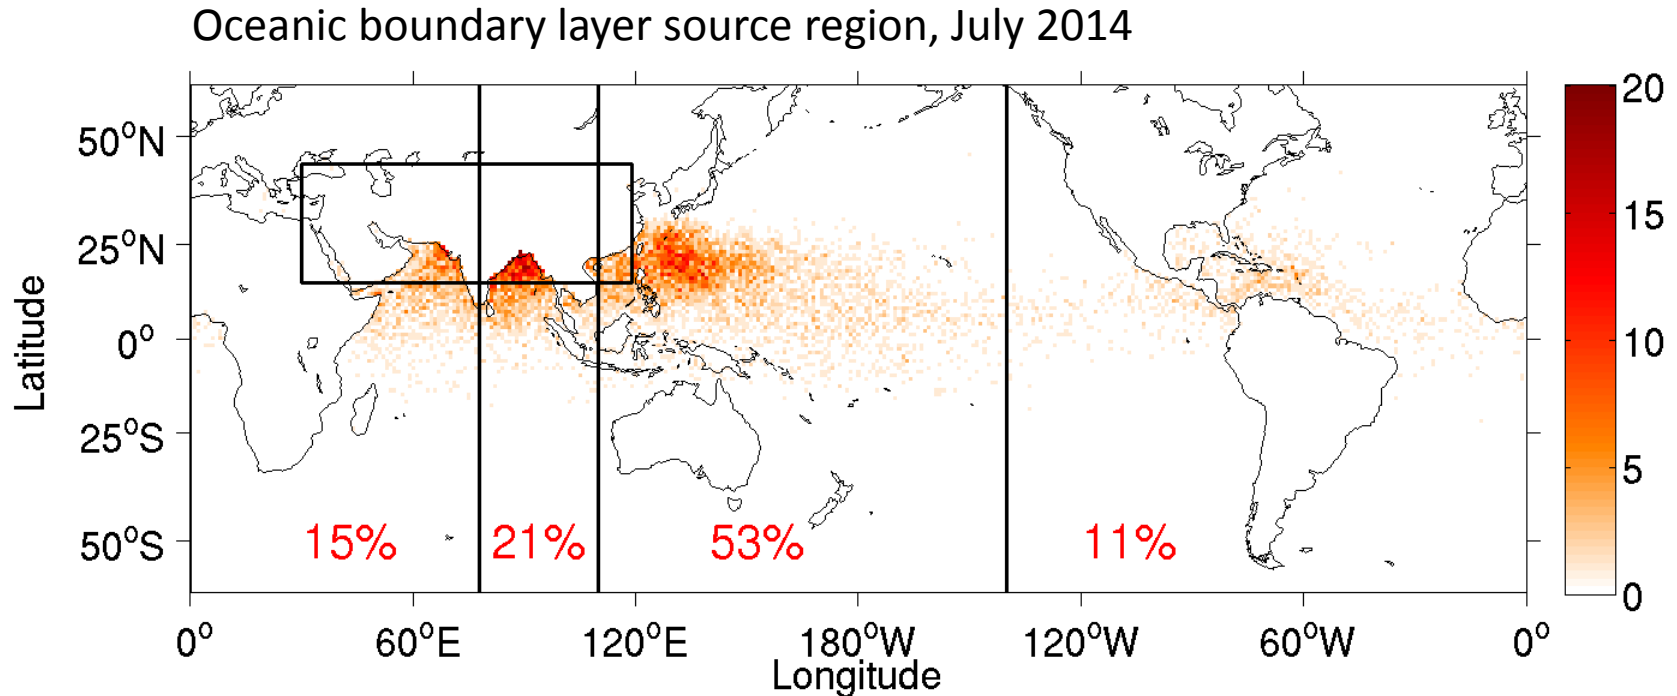 Oceanic boundary layer source region, July 2014
50°N
25°N
0°
25°S
50°S
Latitude
15%
21%
53%
11%
0°
60°E
120°E
180°W
120°W
60°W
0°
Longitude
20
15
10
5
0